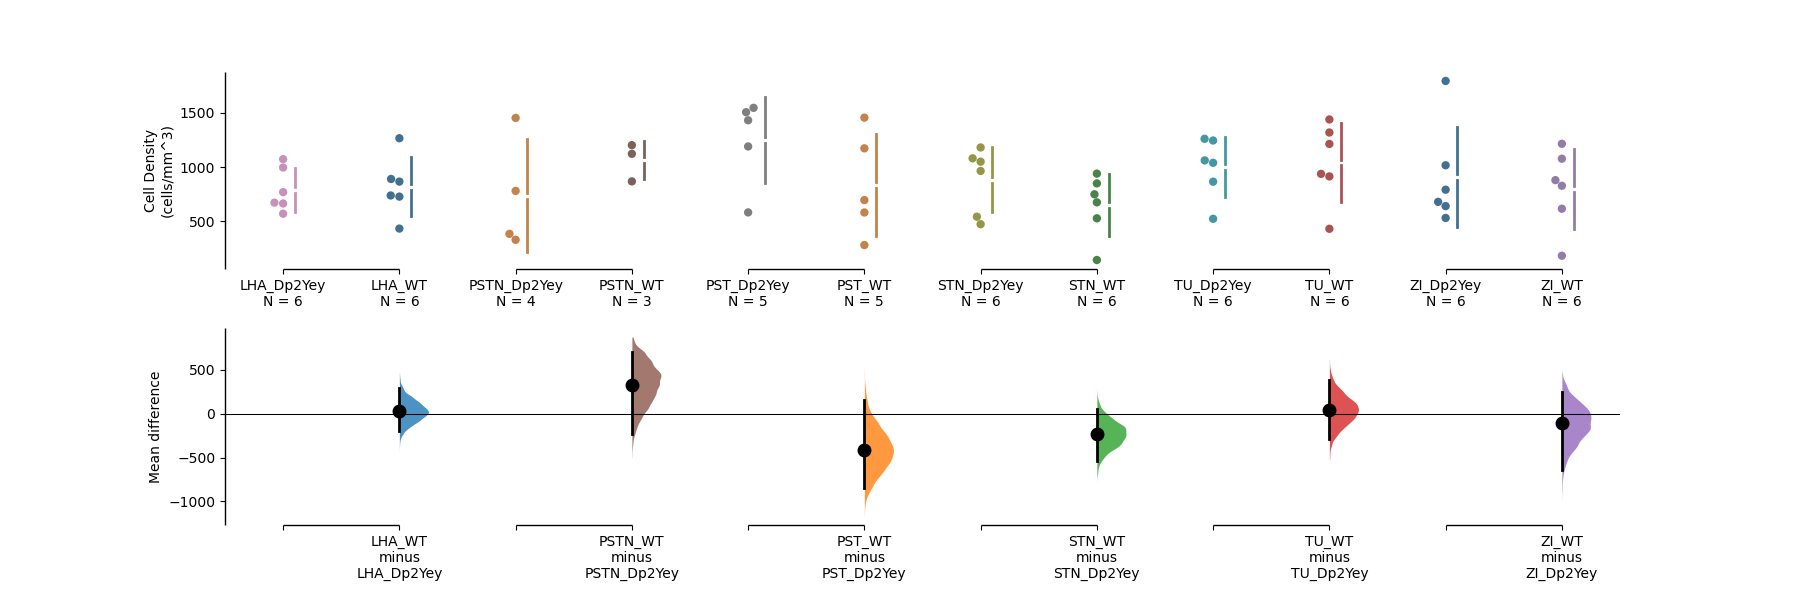 Cell Density
(cells/mm^3)
1500
1000
500
LHA_Dp2Yey
N = 6
LHA_WT
N = 6
PSTN_Dp2Yey
N = 4
PSTN_WT
N = 3
PST_Dp2Yey
N = 5
PST_WT
N = 5
STN_Dp2Yey
N = 6
STN_WT
N = 6
TU_Dp2Yey
N = 6
TU_WT
N = 6
ZI_Dp2Yey
N = 6
ZI_WT
N = 6
Mean difference
500
0
−500
−1000
LHA_WT
minus
LHA_Dp2Yey
PSTN_WT
minus
PSTN_Dp2Yey
PST_WT
minus
PST_Dp2Yey
STN_WT
minus
STN_Dp2Yey
TU_WT
minus
TU_Dp2Yey
ZI_WT
minus
ZI_Dp2Yey